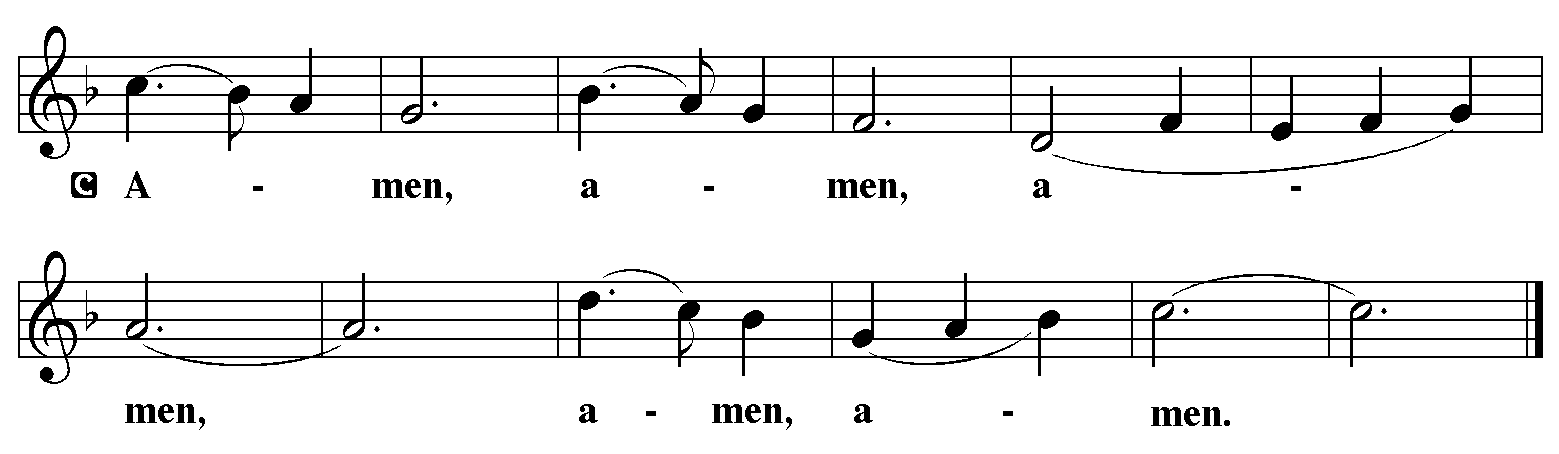 C A - men, a - men, a -
men, a - men, a - men.